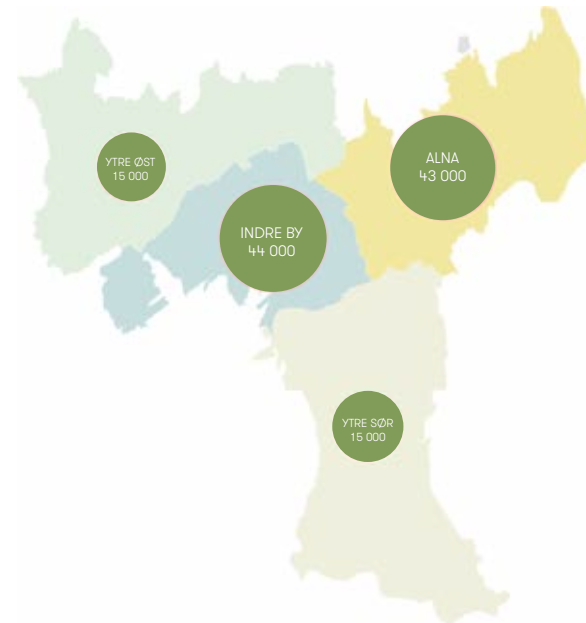 YTRE ØST
15 000
ALNA
43 000
INDRE BY
44 000
YTRE SØR
15 000